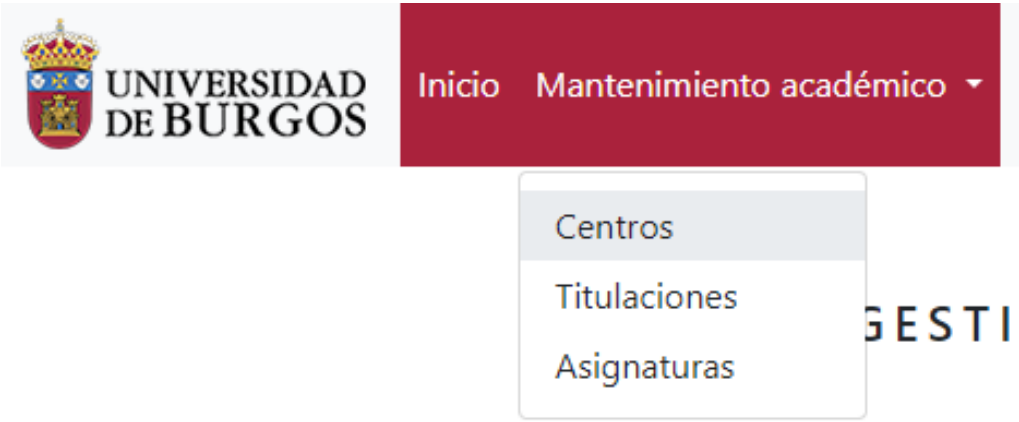 UNIVERSIDAD
DE BURGOS
Inicio
Mantenimiento académico
Centros
Titulaciones
Asignaturas
GESTI